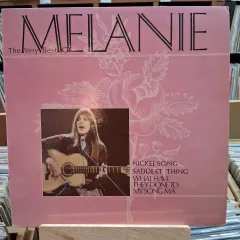 MELANIE
The Very Best Of
NICKEL SONG
SADDEST THING
WHAT HAVE
THEY DONE TO
MY SONG MA